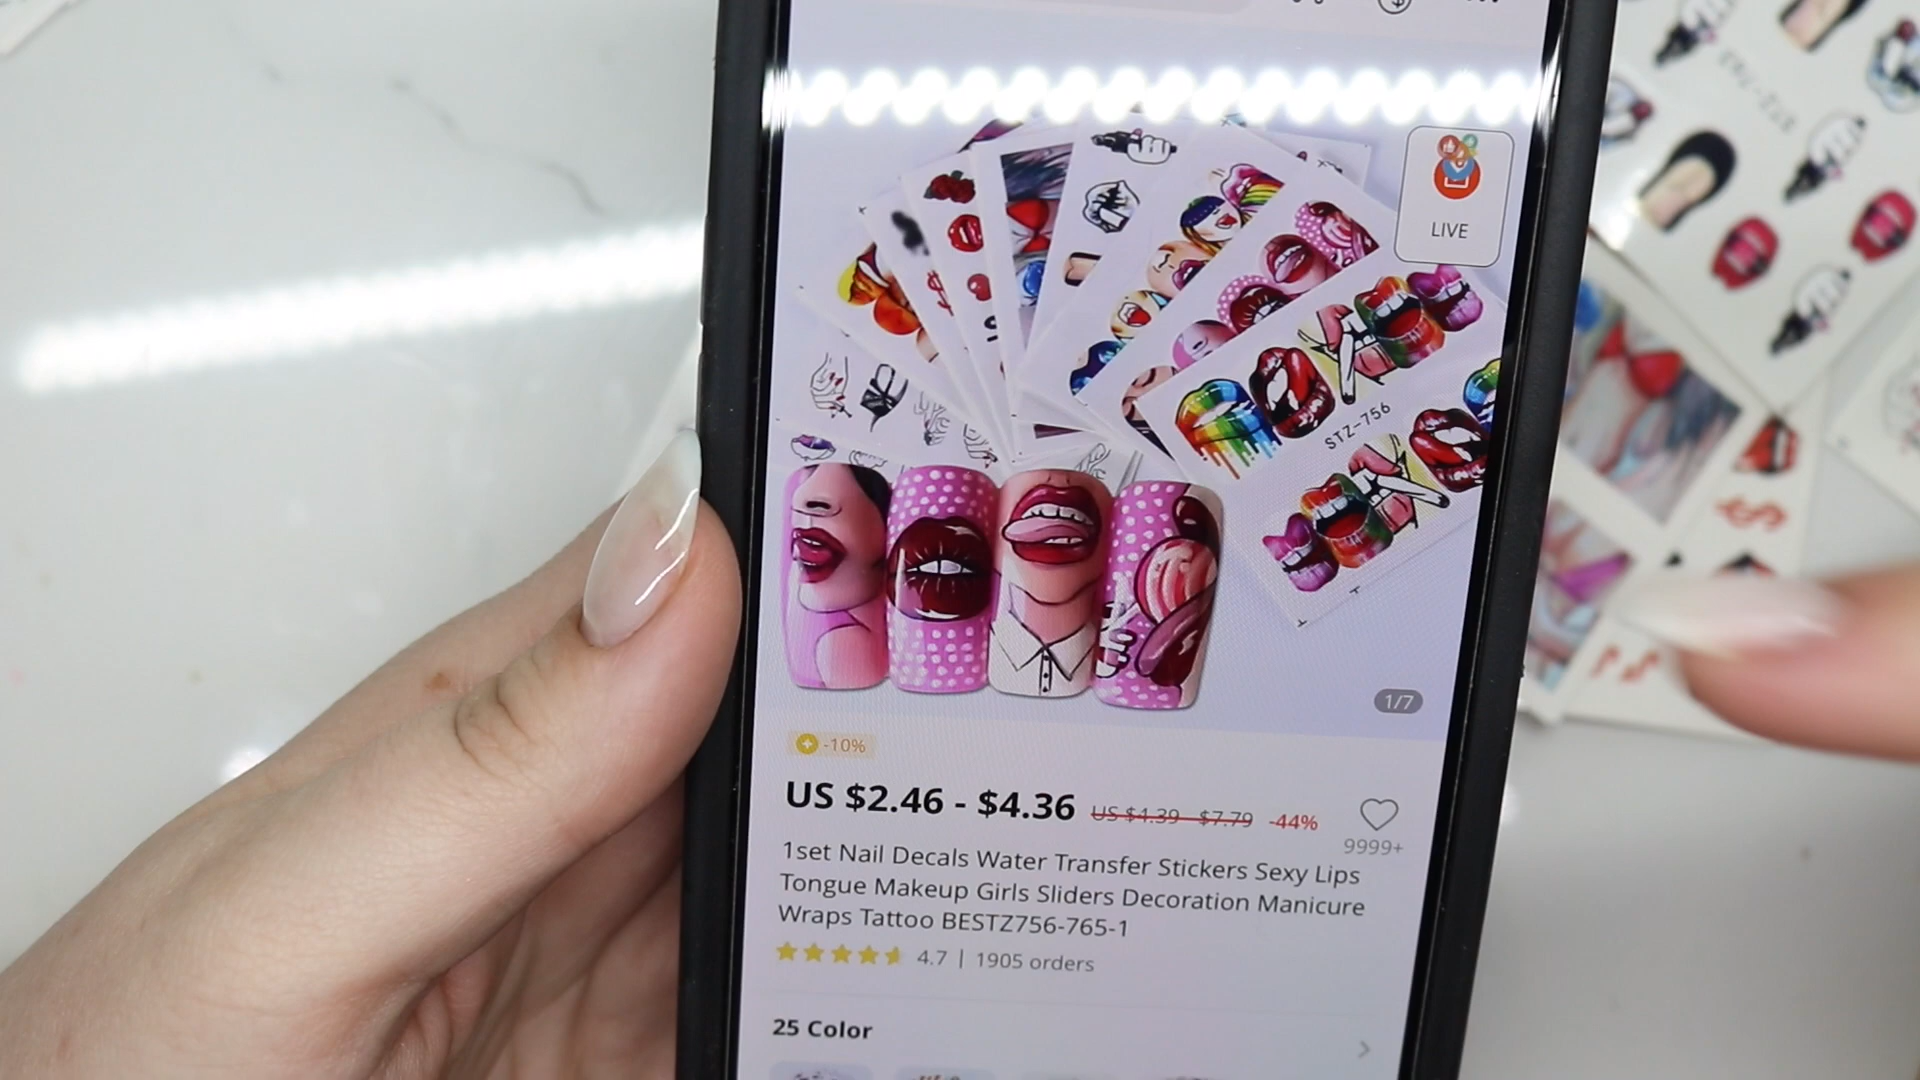 LIVE
STZ-756
1/7
-10%
US $2.46 - $4.36 US $4.39 - $7.79 -44%
9999+
1set Nail Decals Water Transfer Stickers Sexy Lips
Tongue Makeup Girls Sliders Decoration Manicure
Wraps Tattoo BESTZ756-765-1
4.7 | 1905 orders
25 Color